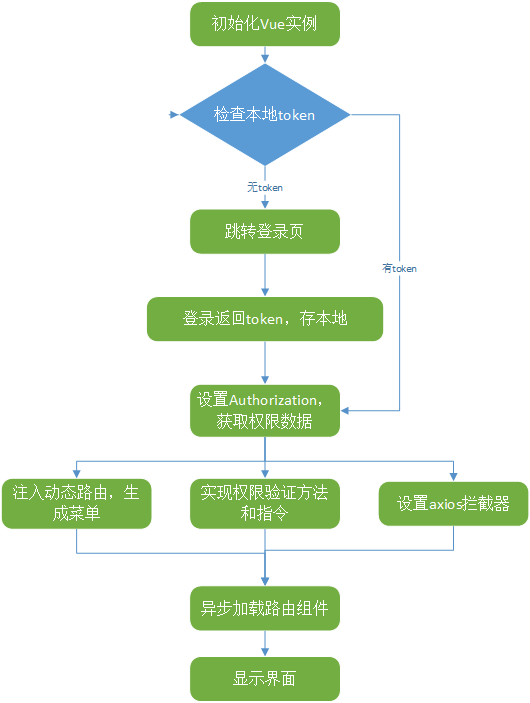 初始化Vue实例
检查本地token
无token
跳转登录页
有token
登录返回token，存本地
设置Authorization，
获取权限数据
注入动态路由，生
成菜单
实现权限验证方法
和指令
设置axios拦截器
异步加载路由组件
显示界面